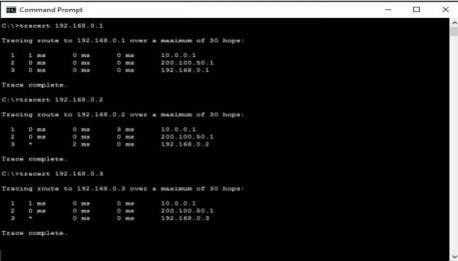 Command Prompt
C:\>tracert 192.168.0.1
Tracing route to 192.168.0.1 over a maximum of 30 hops:
1 1 ms 0 ms 0 ms 10.0.0.1
2 0 ms 0 ms 0 ms 200.100.50.1
3 0 ms 0 ms 0 ms 192.168.0.1
Trace complete.
C:\>tracert 192.168.0.2
Tracing route to 192.168.0.2 over a maximum of 30 hops:
1 0 ms 0 ms 3 ms 10.0.0.1
2 0 ms 0 ms 0 ms 200.100.50.1
3 * 2 ms 0 ms 192.168.0.2
Trace complete.
C:\>tracert 192.168.0.3
Tracing route to 192.168.0.3 over a maximum of 30 hops:
1 1 ms 0 ms 0 ms 10.0.0.1
2 0 ms 0 ms 0 ms 200.100.50.1
3 * 0 ms 0 ms 192.168.0.3
Trace complete.